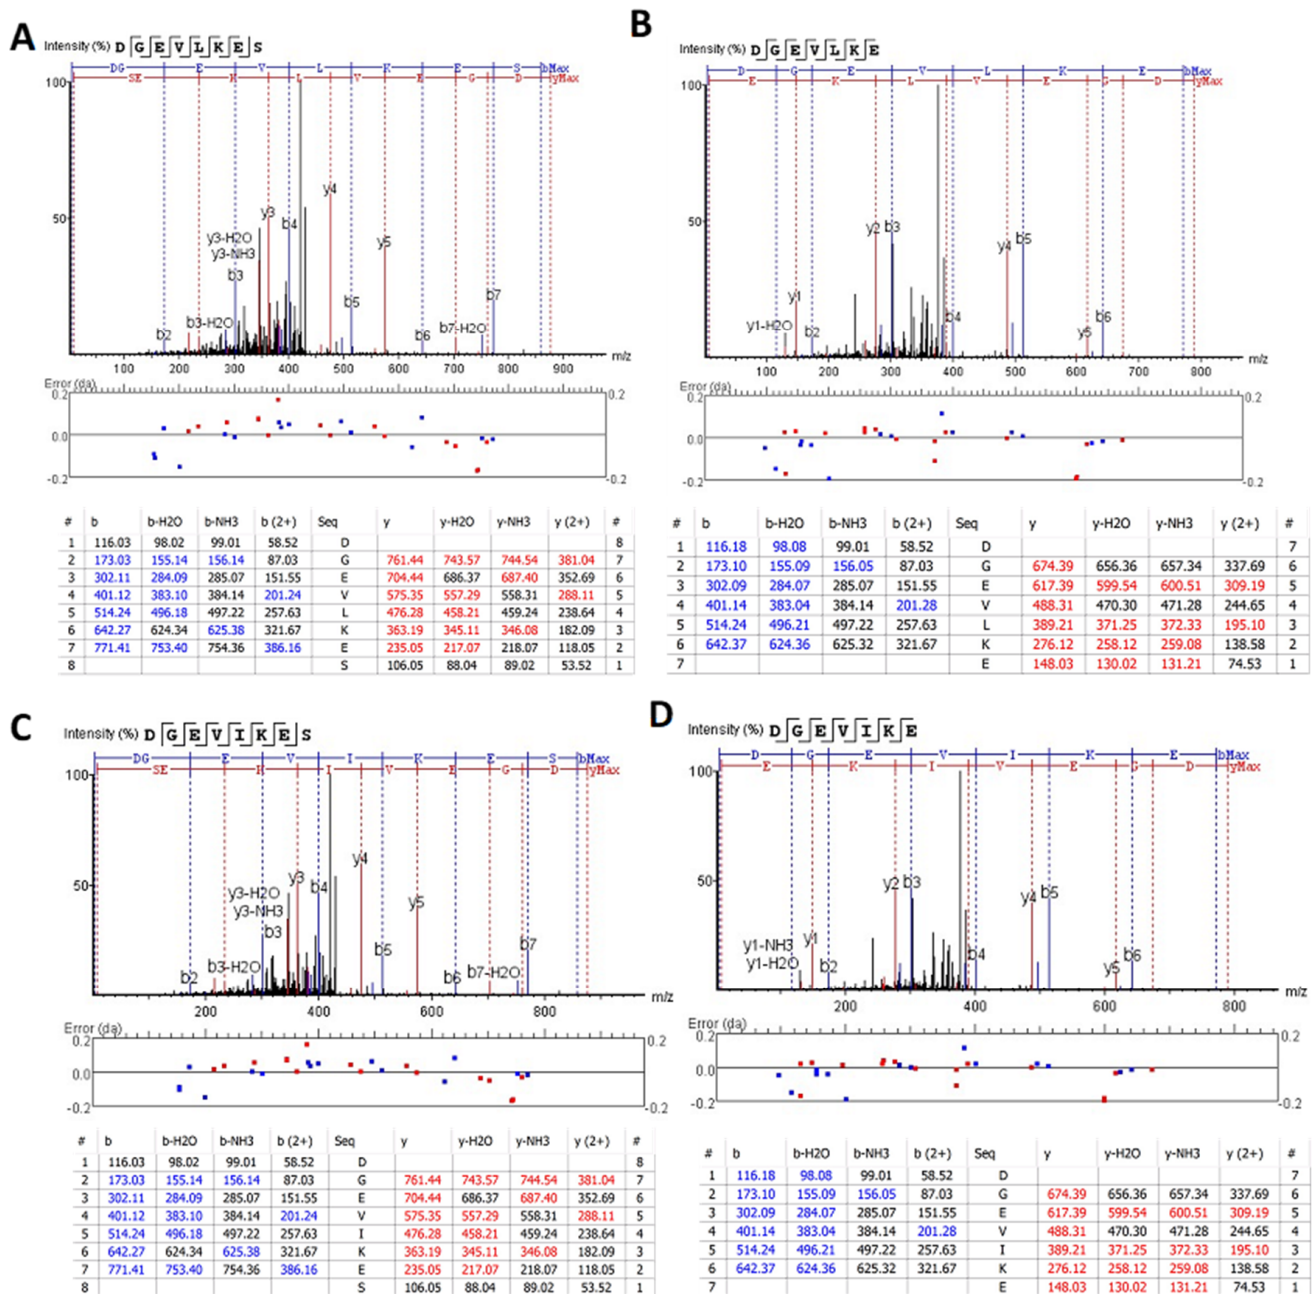 A
Intensity (%) D G E V L K E S
DG E V L K E S bMax
SE K L V E G D yMax
100
50
y3-H2O
y3-NH3
y3
b3
b4
y4
y5
b2
b3-H2O
b5
b6
b7-H2O
b7
100 200 300 400 500 600 700 800 900 m/z
Error (da)
0.2 0.2
0.0
-0.2 -0.2
# b b-H2O b-NH3 b (2+) Seq y y-H2O y-NH3 y (2+) #
1 116.03 98.02 99.01 58.52 D 8
2 173.03 155.14 156.14 87.03 G 761.44 743.57 744.54 381.04 7
3 302.11 284.09 285.07 151.55 E 704.44 686.37 687.40 352.69 6
4 401.12 383.10 384.14 201.24 V 575.35 557.29 558.31 288.11 5
5 514.24 496.18 497.22 257.63 L 476.28 458.21 459.24 238.64 4
6 642.27 624.34 625.38 321.67 K 363.19 345.11 346.08 182.09 3
7 771.41 753.40 754.36 386.16 E 235.05 217.07 218.07 118.05 2
8 S 106.05 88.04 89.02 53.52 1
B
Intensity (%) D G E V L K E
D G E V L K E bMax
E K L V E G D yMax
100
50
y2 b3
y4
b5
y1
y1-H2O
b2
b4
y5
b6
100 200 300 400 500 600 700 800 m/z
Error (da)
0.2 0.2
0.0
-0.2 -0.2
# b b-H2O b-NH3 b (2+) Seq y y-H2O y-NH3 y (2+) #
1 116.18 98.08 99.01 58.52 D 7
2 173.10 155.09 156.05 87.03 G 674.39 656.36 657.34 337.69 6
3 302.09 284.07 285.07 151.55 E 617.39 599.54 600.51 309.19 5
4 401.14 383.04 384.14 201.28 V 488.31 470.30 471.28 244.65 4
5 514.24 496.21 497.22 257.63 L 389.21 371.25 372.33 195.10 3
6 642.37 624.36 625.32 321.67 K 276.12 258.12 259.08 138.58 2
7 E 148.03 130.02 131.21 74.53 1
C
Intensity (%) D G E V I K E S
DG E V I K E S bMax
SE K I V E G D yMax
100
50
y3-H2O
y3-NH3
y3
b3
b4
y4
y5
b2
b3-H2O
b5
b6
b7-H2O
b7
200 400 600 800 m/z
Error (da)
0.2 0.2
0.0
-0.2 -0.2
# b b-H2O b-NH3 b (2+) Seq y y-H2O y-NH3 y (2+) #
1 116.03 98.02 99.01 58.52 D 8
2 173.03 155.14 156.14 87.03 G 761.44 743.57 744.54 381.04 7
3 302.11 284.09 285.07 151.55 E 704.44 686.37 687.40 352.69 6
4 401.12 383.10 384.14 201.24 V 575.35 557.29 558.31 288.11 5
5 514.24 496.18 497.22 257.63 I 476.28 458.21 459.24 238.64 4
6 642.27 624.34 625.38 321.67 K 363.19 345.11 346.08 182.09 3
7 771.41 753.40 754.36 386.16 E 235.05 217.07 218.07 118.05 2
8 S 106.05 88.04 89.02 53.52 1
D
Intensity (%) D G E V I K E
D G E V I K E bMax
E K I V E G D yMax
100
50
y2 b3
y4
b5
y1-NH3
y1-H2O
y1
b2
b4
y5
b6
200 400 600 800 m/z
Error (da)
0.2 0.2
0.0
-0.2 -0.2
# b b-H2O b-NH3 b (2+) Seq y y-H2O y-NH3 y (2+) #
1 116.18 98.08 99.01 58.52 D 7
2 173.10 155.09 156.05 87.03 G 674.39 656.36 657.34 337.69 6
3 302.09 284.07 285.07 151.55 E 617.39 599.54 600.51 309.19 5
4 401.14 383.04 384.14 201.28 V 488.31 470.30 471.28 244.65 4
5 514.24 496.21 497.22 257.63 I 389.21 371.25 372.33 195.10 3
6 642.37 624.36 625.32 321.67 K 276.12 258.12 259.08 138.58 2
7 E 148.03 130.02 131.21 74.53 1